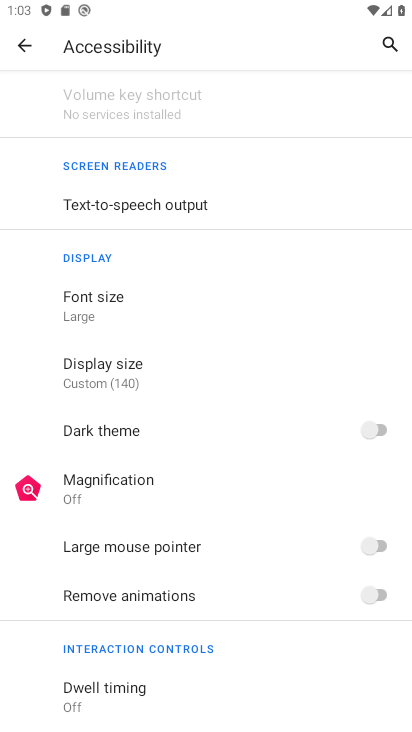 1:03
Accessibility
Volume key shortcut
No services installed
SCREEN READERS
Text-to-speech output
DISPLAY
Font size
Large
Display size
Custom (140)
Dark theme
Magnification
Off
Large mouse pointer
Remove animations
INTERACTION CONTROLS
Dwell timing
Off